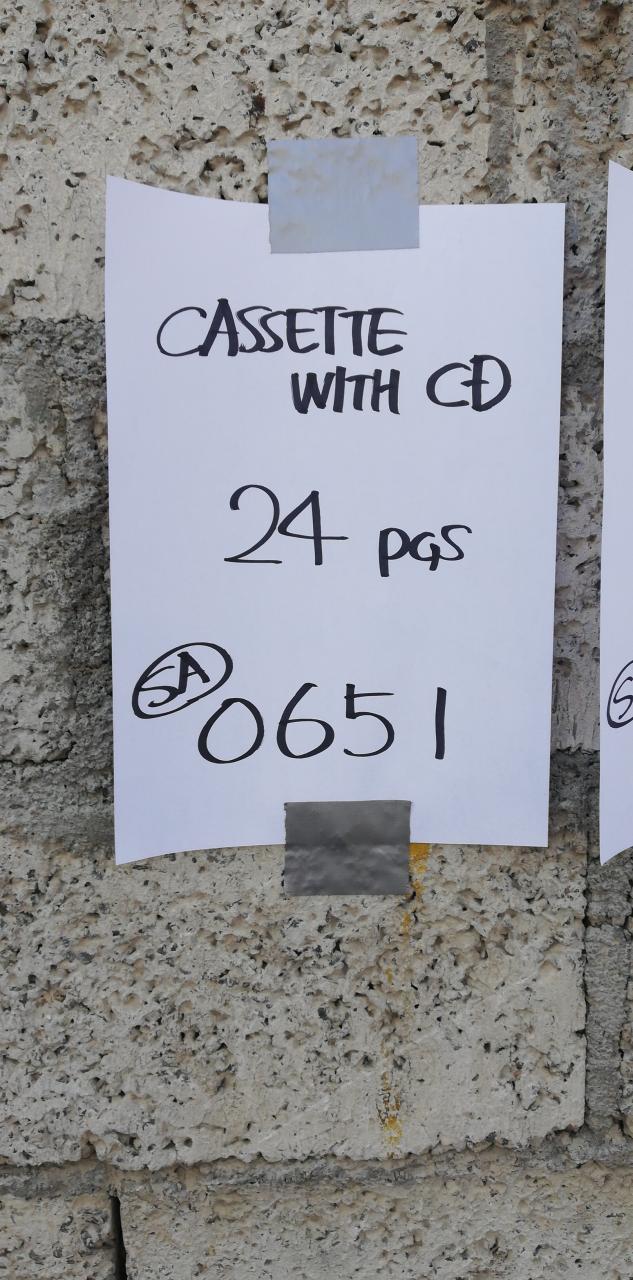 CASSETTE
WITH CD
24 pgs
SA
0651
S